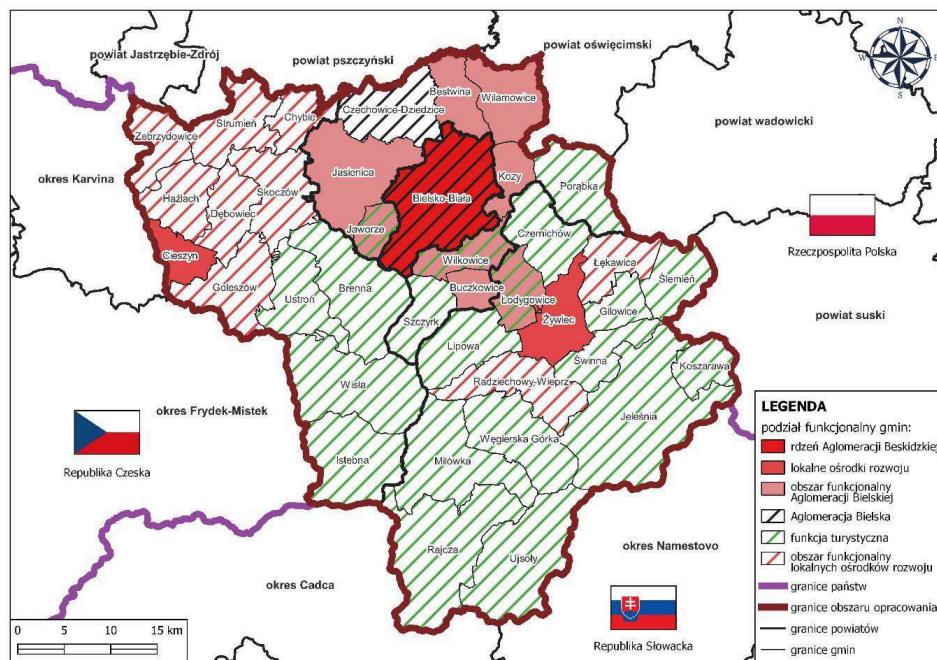 powiat Jastrzębie-Zdrój
powiat pszczyński
powiat oświęcimski
N
W
E
S
Bestwina
Wilamowice
Czechowice-Dziedzice
Strumień
Chybie
Zebrzydowice
powiat wadowicki
okres Karvina
Jasienica
Kozy
Skoczów
Hażlach
Bielsko-Biała
Porąbka
Dębowiec
Jaworze
Czernichów
Cieszyn
Wilkowice
Łękawica
Rzeczpospolita Polska
Goleszów
Brenna
Buczkowice
Ślemień
Ustroń
Łodygowice
Gilowice
Szczyrk
Żywiec
powiat suski
Lipowa
Świnna
Koszarawa
Wisła
Radziechowy-Wieprz
Jeleśnia
okres Frydek-Mistek
Węgierska Górka
Republika Czeska
Istebna
Milówka
Rajcza
Ujsoły
okres Namestovo
okres Cadca
Republika Słowacka
0 5 10 15 km
LEGENDA
podział funkcjonalny gmin:
rdzeń Aglomeracji Beskidzkiej
lokalne ośrodki rozwoju
obszar funkcjonalny
Aglomeracji Bielskiej
Aglomeracja Bielska
funkcja turystyczna
obszar funkcjonalny
lokalnych ośrodków rozwoju
granice państw
granice obszaru opracowania
granice powiatów
granice gmin